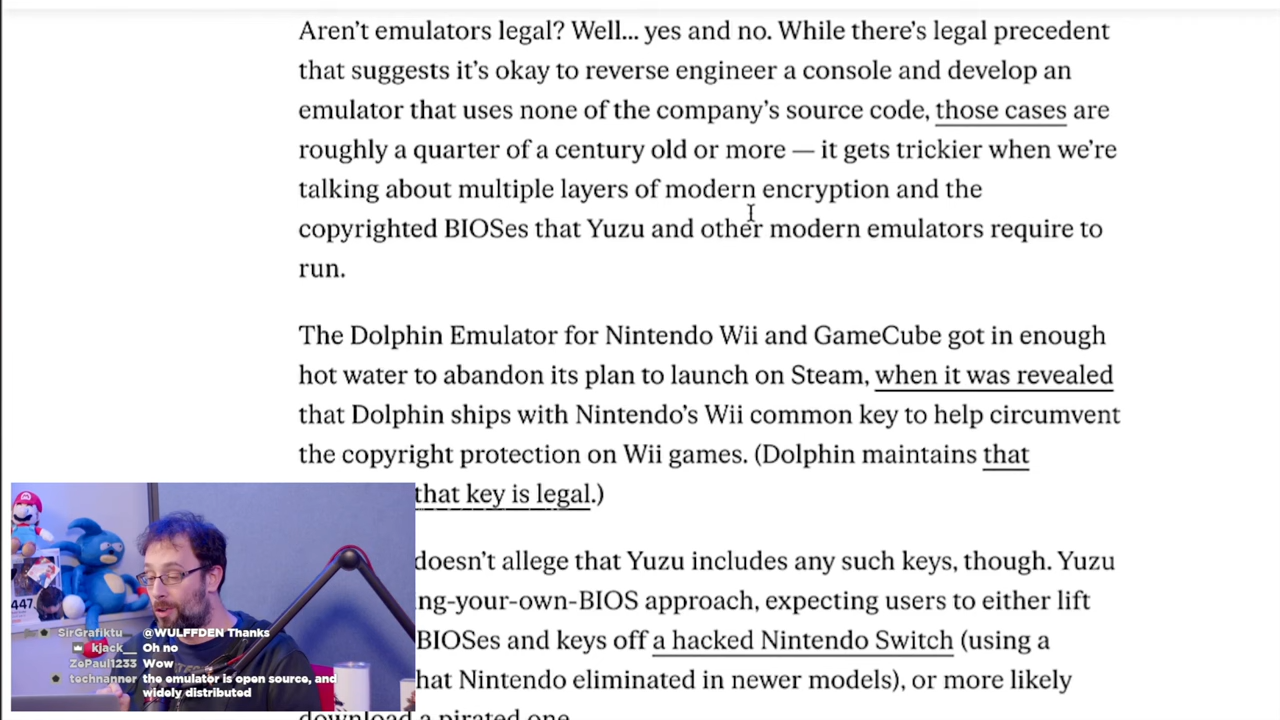 Aren't emulators legal? Well… yes and no. While there's legal precedent
that suggests it's okay to reverse engineer a console and develop an
emulator that uses none of the company's source code, those cases are
roughly a quarter of a century old or more — it gets trickier when we're
talking about multiple layers of modern encryption and the
copyrighted BIOSes that Yuzu and other modern emulators require to
run.
The Dolphin Emulator for Nintendo Wii and GameCube got in enough
hot water to abandon its plan to launch on Steam, when it was revealed
that Dolphin ships with Nintendo's Wii common key to help circumvent
the copyright protection on Wii games. (Dolphin maintains that
that key is legal.)
doesn't allege that Yuzu includes any such keys, though. Yuzu
ng-your-own-BIOS approach, expecting users to either lift
BIOSes and keys off a hacked Nintendo Switch (using a
hat Nintendo eliminated in newer models), or more likely
download a pirated one
447
SirGrafiktu @WULFFDEN Thanks
kjack__ Oh no
ZePaul1233 Wow
technanner the emulator is open source, and
widely distributed